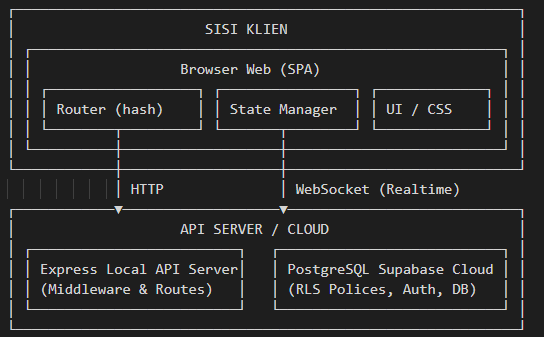 SISI KLIEN
Browser Web (SPA)
Router (hash) State Manager UI / CSS
HTTP WebSocket (Realtime)
API SERVER / CLOUD
Express Local API Server PostgreSQL Supabase Cloud
(Middleware & Routes) (RLS Polices, Auth, DB)